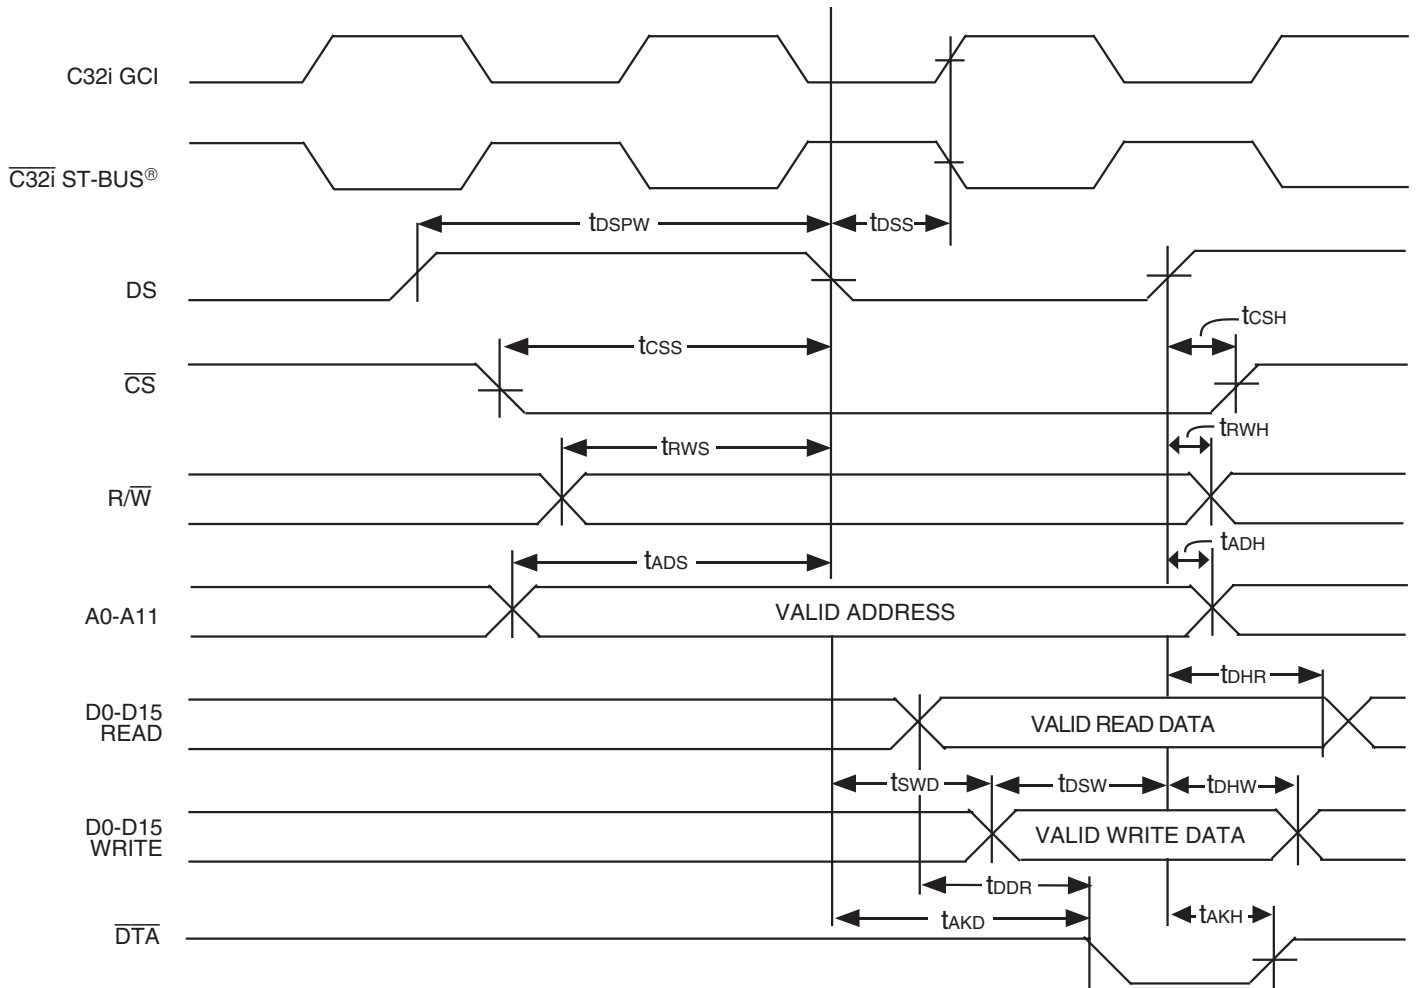 C32i GCI
C32i ST-BUS®
tDSPW
tDSS
DS
tCSH
tCSS
CS
tRWH
tRWS
R/W
tADH
tADS
A0-A11
VALID ADDRESS
tDHR
D0-D15
READ
VALID READ DATA
tSWD
tDSW
tDHW
D0-D15
WRITE
VALID WRITE DATA
tDDR
tAKD
tAKH
DTA